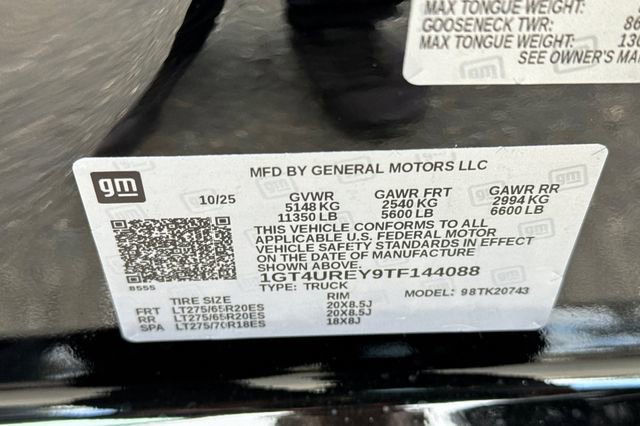 MAX TONGUE WEIGHT:
GOOSENECK TWR: 86
MAX TONGUE WEIGHT: 130
SEE OWNER'S MAN
gm
MFD BY GENERAL MOTORS LLC
10/25
GVWR GAWR FRT GAWR RR
5148 KG 2540 KG 2994 KG
11350 LB 5600 LB 6600 LB
THIS VEHICLE CONFORMS TO ALL
APPLICABLE U.S. FEDERAL MOTOR
VEHICLE SAFETY STANDARDS IN EFFECT
ON THE DATE OF MANUFACTURE
SHOWN ABOVE.
1GT4UREY9TF144088
8555
TYPE: TRUCK MODEL: 98TK20743
TIRE SIZE RIM
FRT LT275/65R20ES 20X8.5J
RR LT275/65R20ES 20X8.5J
SPA LT275/70R18ES 18X8J